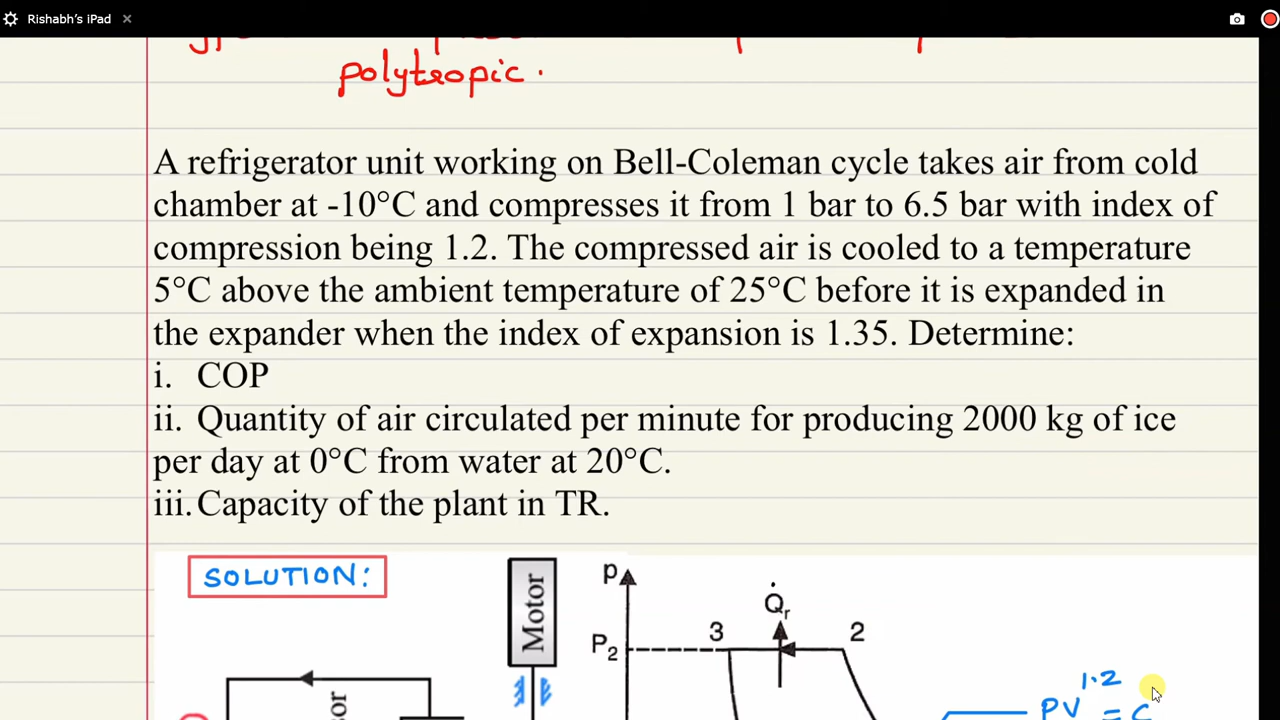 Rishabh's iPad
polytropic.
A refrigerator unit working on Bell-Coleman cycle takes air from cold
chamber at -10°C and compresses it from 1 bar to 6.5 bar with index of
compression being 1.2. The compressed air is cooled to a temperature
5°C above the ambient temperature of 25°C before it is expanded in
the expander when the index of expansion is 1.35. Determine:
i. COP
ii. Quantity of air circulated per minute for producing 2000 kg of ice
per day at 0°C from water at 20°C.
iii. Capacity of the plant in TR.
SOLUTION:
Motor
p
Q̇r
3
2
P2
PV^1.2 = C